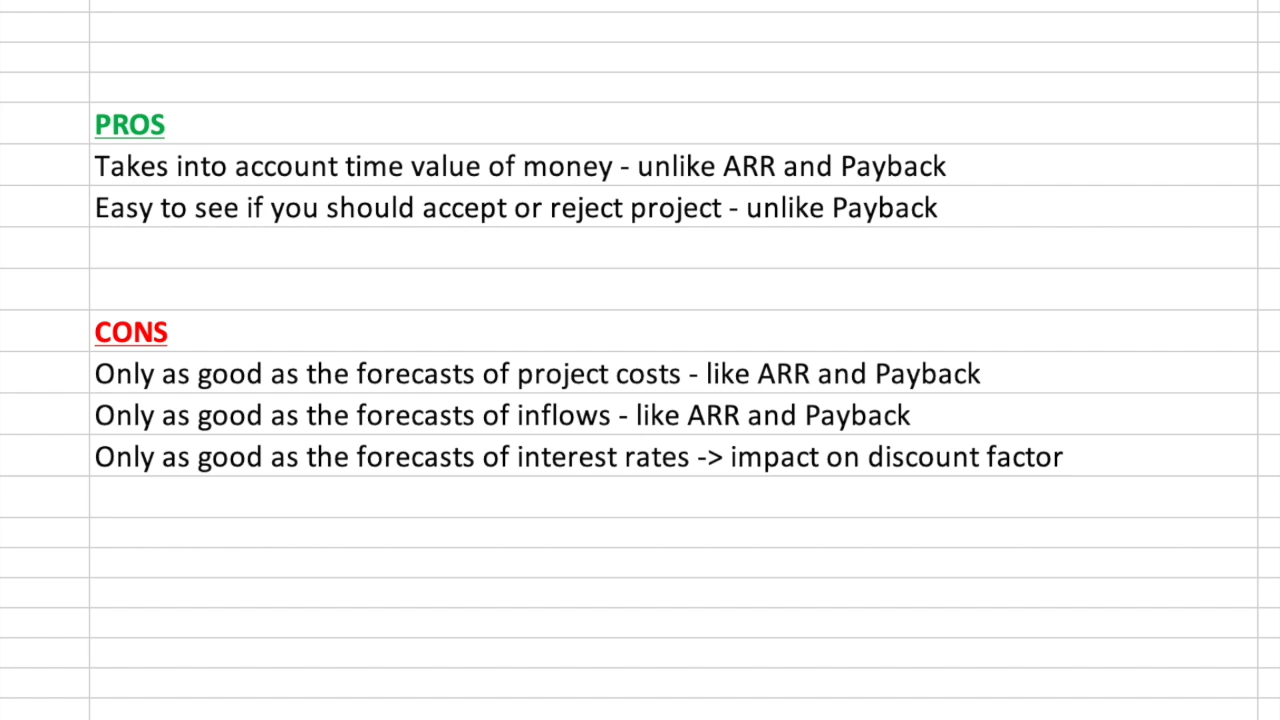 PROS
Takes into account time value of money - unlike ARR and Payback
Easy to see if you should accept or reject project - unlike Payback
CONS
Only as good as the forecasts of project costs - like ARR and Payback
Only as good as the forecasts of inflows - like ARR and Payback
Only as good as the forecasts of interest rates -> impact on discount factor